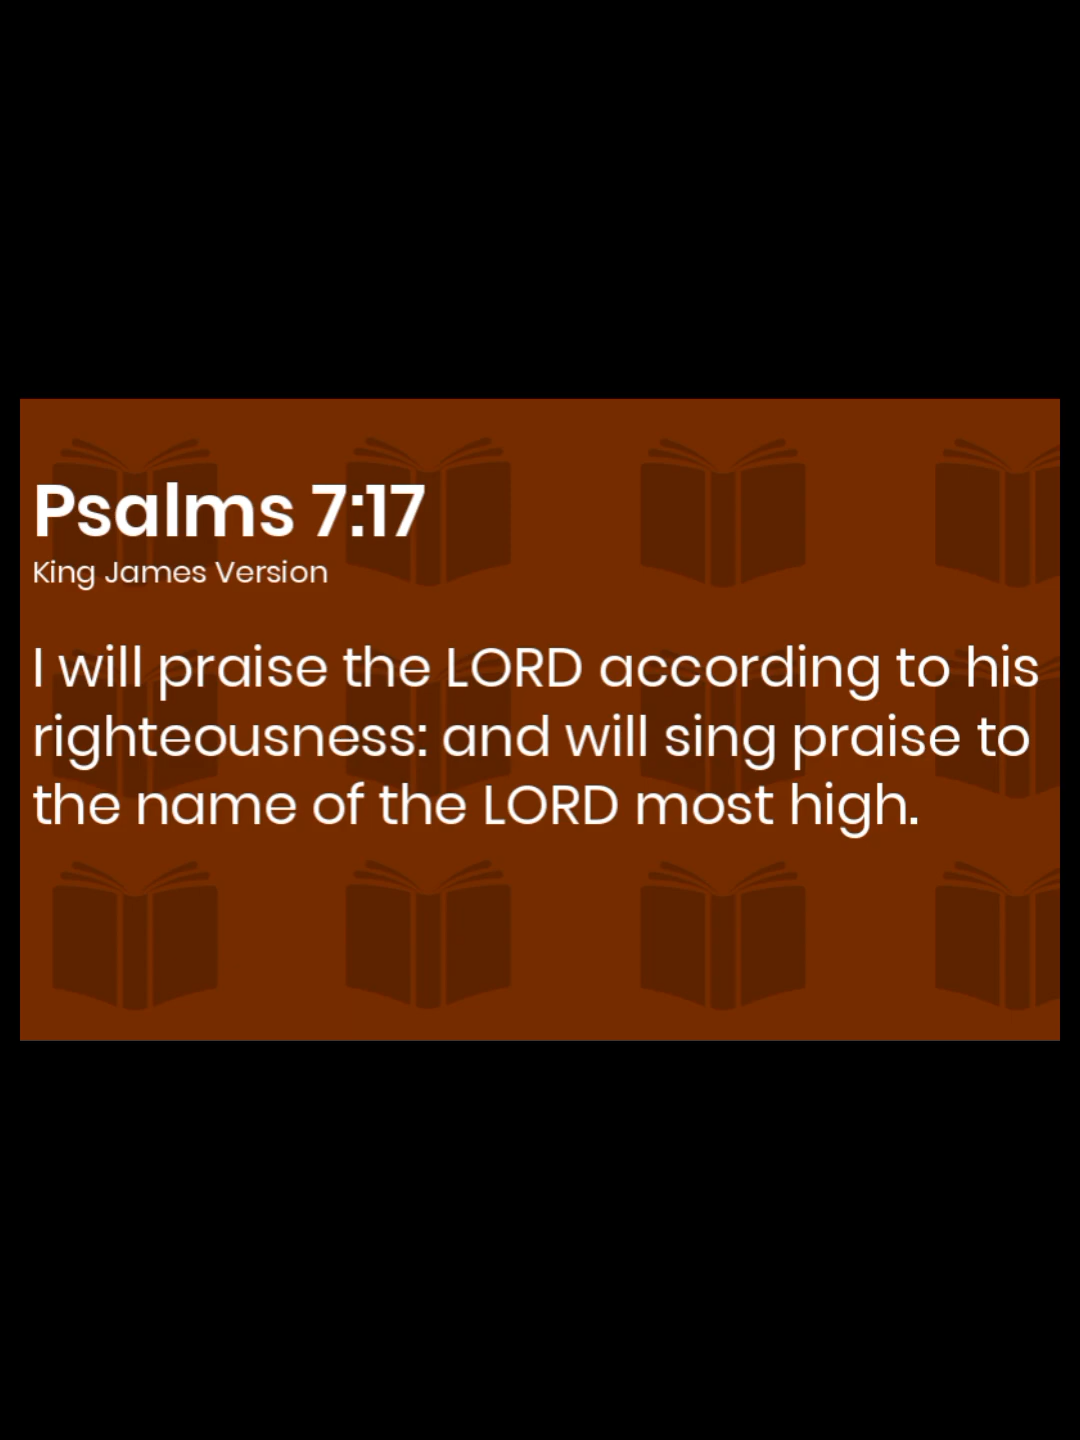 Psalms 7:17
King James Version
I will praise the LORD according to his
righteousness: and will sing praise to
the name of the LORD most high.